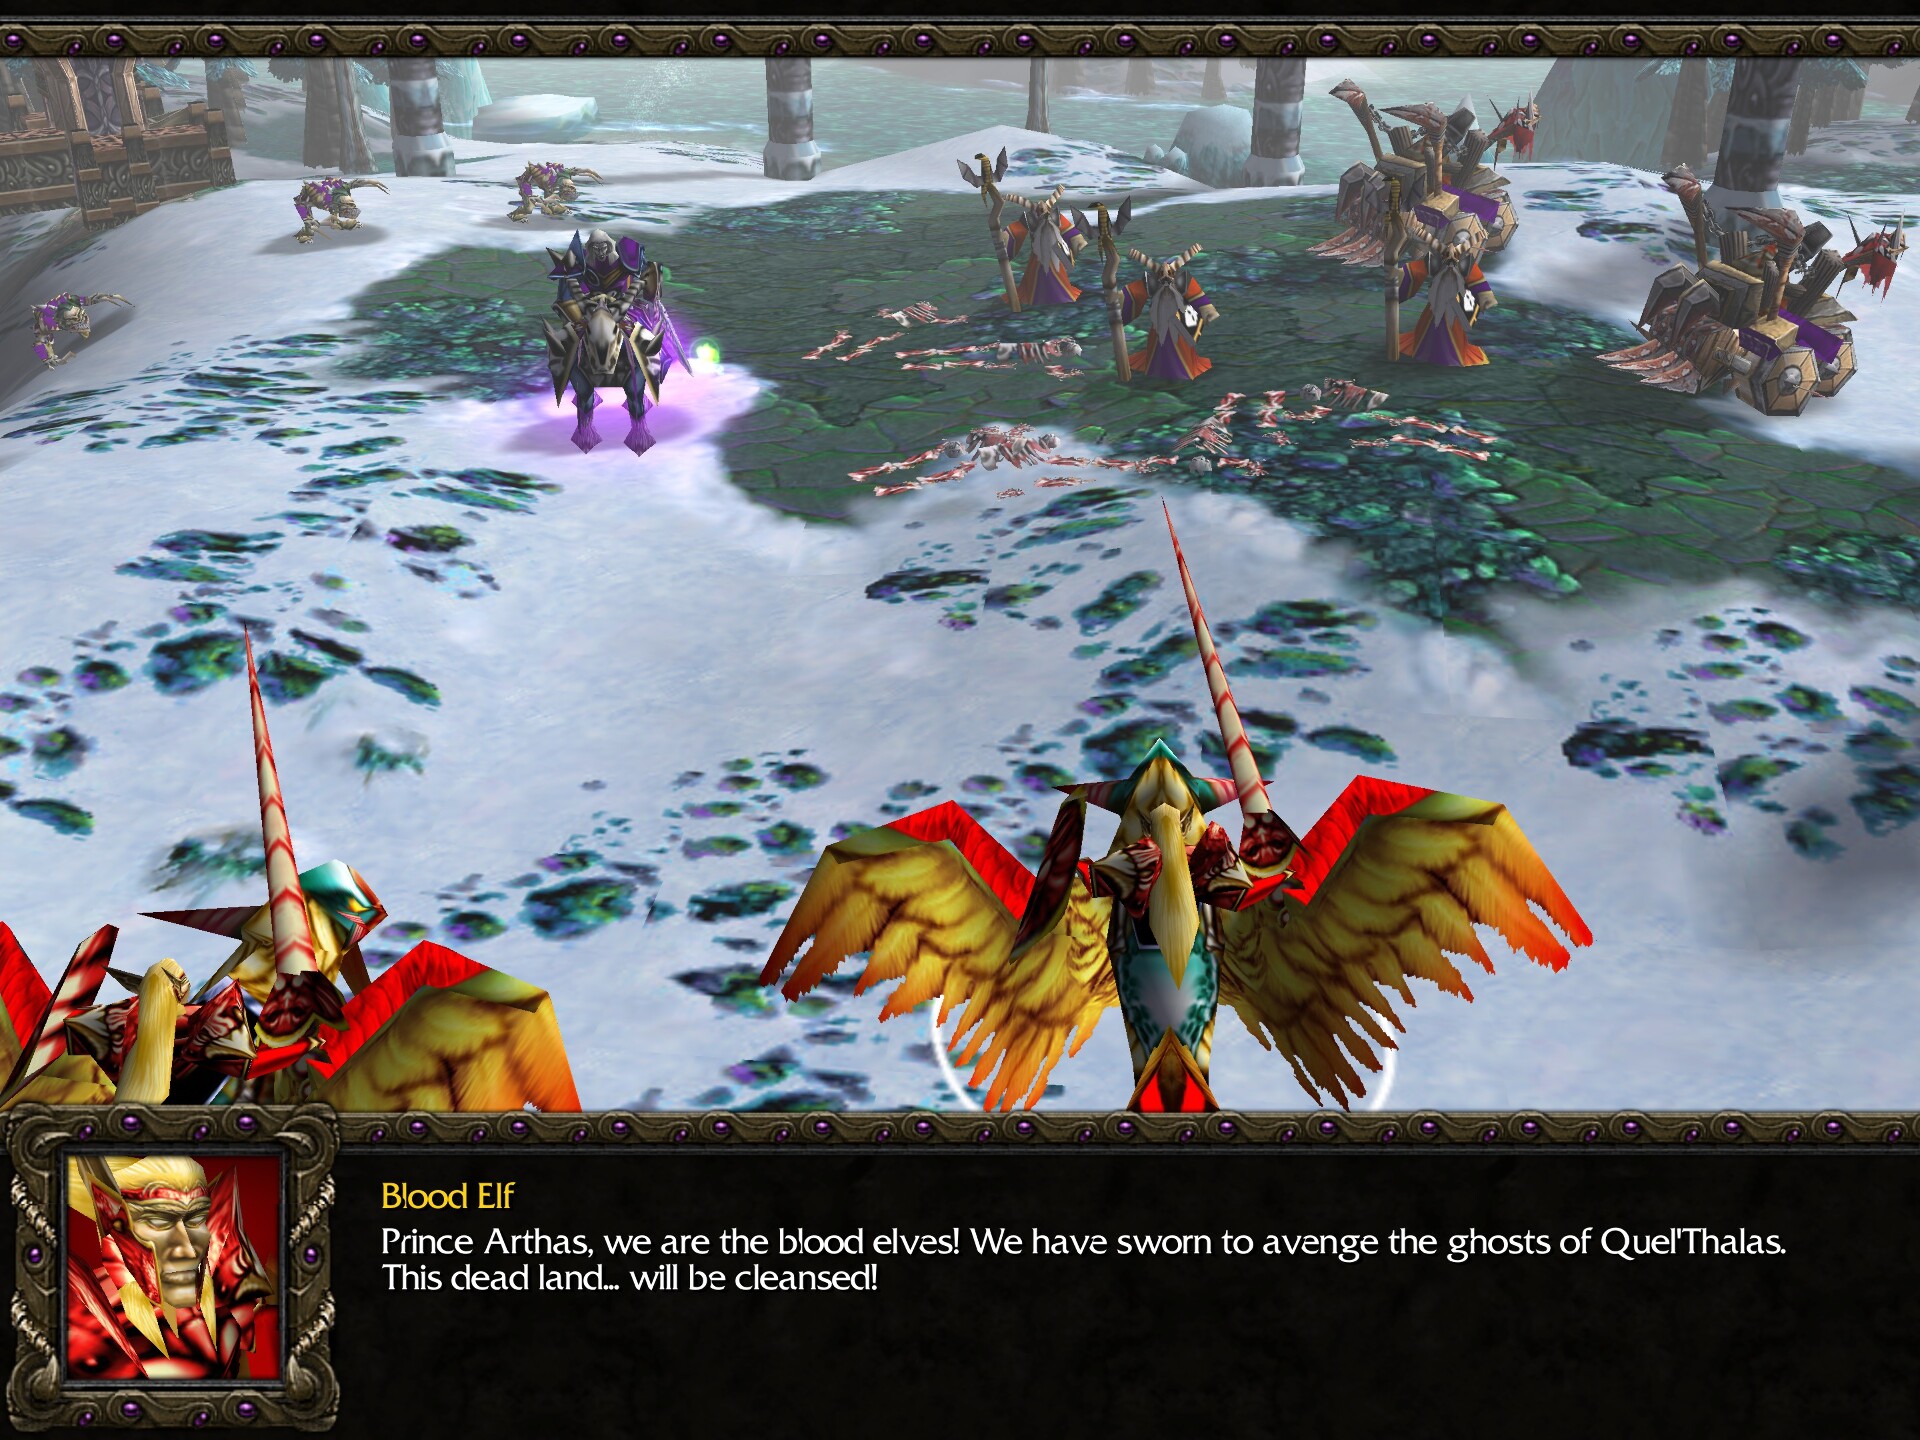 Blood Elf
Prince Arthas, we are the blood elves! We have sworn to avenge the ghosts of Quel'Thalas.
This dead land... will be cleansed!